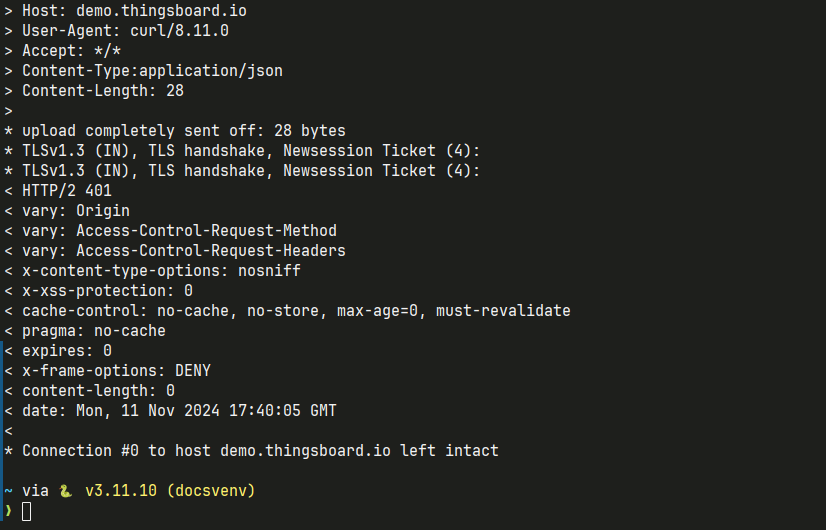 > Host: demo.thingsboard.io
> User-Agent: curl/8.11.0
> Accept: */*
> Content-Type:application/json
> Content-Length: 28
>
* upload completely sent off: 28 bytes
* TLSv1.3 (IN), TLS handshake, Newsession Ticket (4):
* TLSv1.3 (IN), TLS handshake, Newsession Ticket (4):
< HTTP/2 401
< vary: Origin
< vary: Access-Control-Request-Method
< vary: Access-Control-Request-Headers
< x-content-type-options: nosniff
< x-xss-protection: 0
< cache-control: no-cache, no-store, max-age=0, must-revalidate
< pragma: no-cache
< expires: 0
< x-frame-options: DENY
< content-length: 0
< date: Mon, 11 Nov 2024 17:40:05 GMT
<
* Connection #0 to host demo.thingsboard.io left intact
~ via 🐍 v3.11.10 (docsvenv)
❯